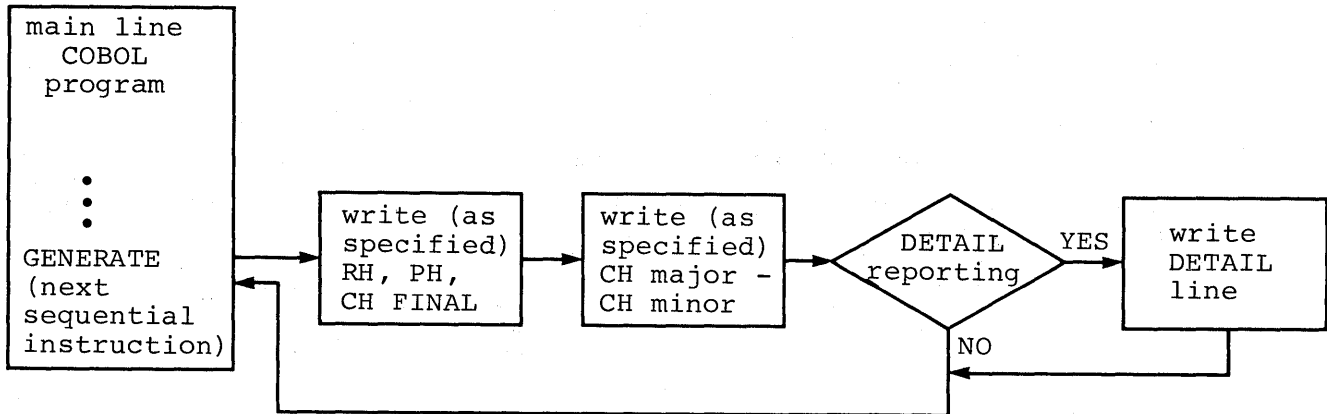 main line
COBOL
program
GENERATE
(next
sequential
instruction)
write (as
specified)
RH, PH,
CH FINAL
write (as
specified)
CH major -
CH minor
DETAIL
reporting
YES
NO
write
DETAIL
line